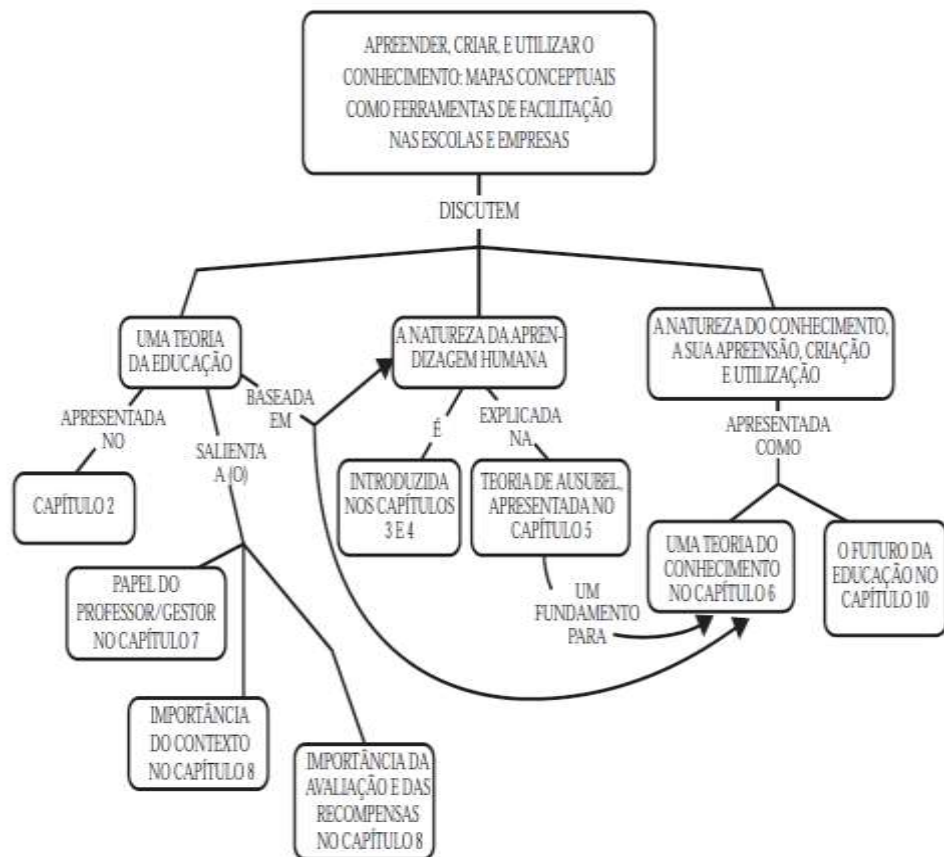 APREENDER, CRIAR, E UTILIZAR O
CONHECIMENTO: MAPAS CONCEPTUAIS
COMO FERRAMENTAS DE FACILITAÇÃO
NAS ESCOLAS E EMPRESAS
DISCUTEM
UMA TEORIA
DA EDUCAÇÃO
A NATUREZA DA APREN-
DIZAGEM HUMANA
A NATUREZA DO CONHECIMENTO,
A SUA APREENSÃO, CRIAÇÃO
E UTILIZAÇÃO
APRESENTADA
NO
SALIENTA
A (O)
BASEADA
EM
É
EXPLICADA
NA
APRESENTADA
COMO
CAPÍTULO 2
INTRODUZIDA
NOS CAPÍTULOS
3 E 4
TEORIA DE AUSUBEL,
APRESENTADA NO
CAPÍTULO 5
UMA TEORIA DO
CONHECIMENTO
NO CAPÍTULO 6
O FUTURO DA
EDUCAÇÃO NO
CAPÍTULO 10
UM
FUNDAMENTO
PARA
PAPEL DO
PROFESSOR/GESTOR
NO CAPÍTULO 7
IMPORTÂNCIA
DO CONTEXTO
NO CAPÍTULO 8
IMPORTÂNCIA DA
AVALIAÇÃO E DAS
RECOMPENSAS
NO CAPÍTULO 8